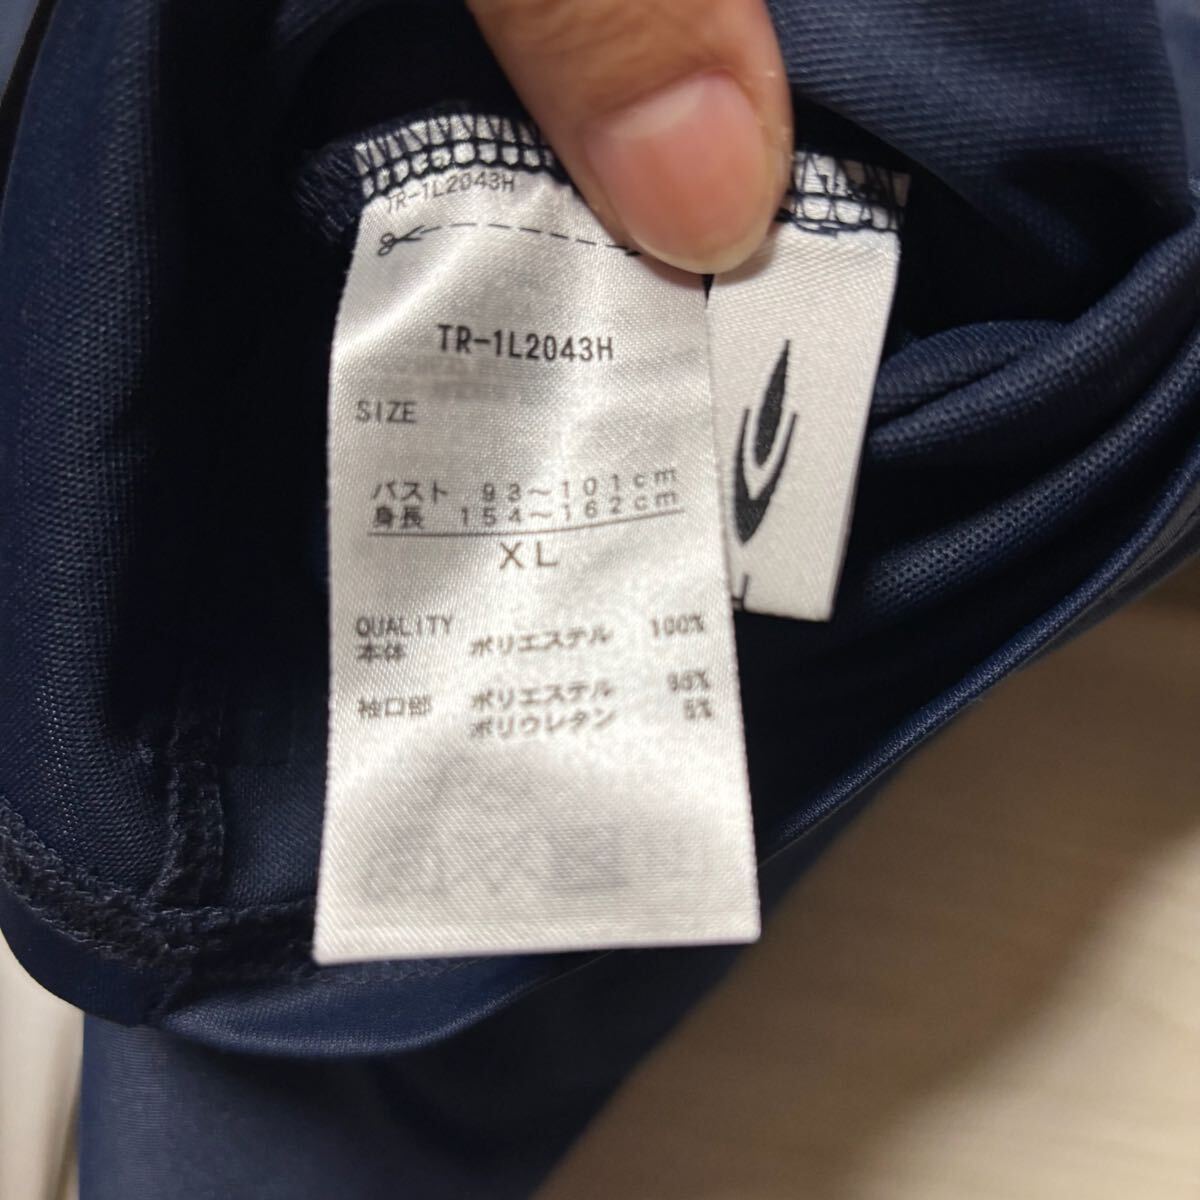 TR-1L2043H
TR-1L2043H
SIZE
バスト 93～101cm
身長 154～162cm
XL
QUALITY
本体 ポリエステル 100%
袖口部 ポリエステル 95%
ポリウレタン 5%